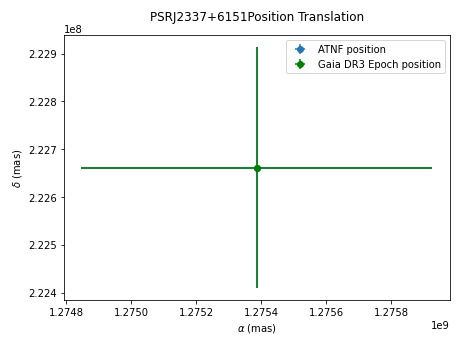 PSRJ2337+6151Position Translation
1e8
ATNF position
Gaia DR3 Epoch position
2.229
2.228
2.227
2.226
2.225
2.224
δ (mas)
1.2748 1.2750 1.2752 1.2754 1.2756 1.2758
1e9
α (mas)